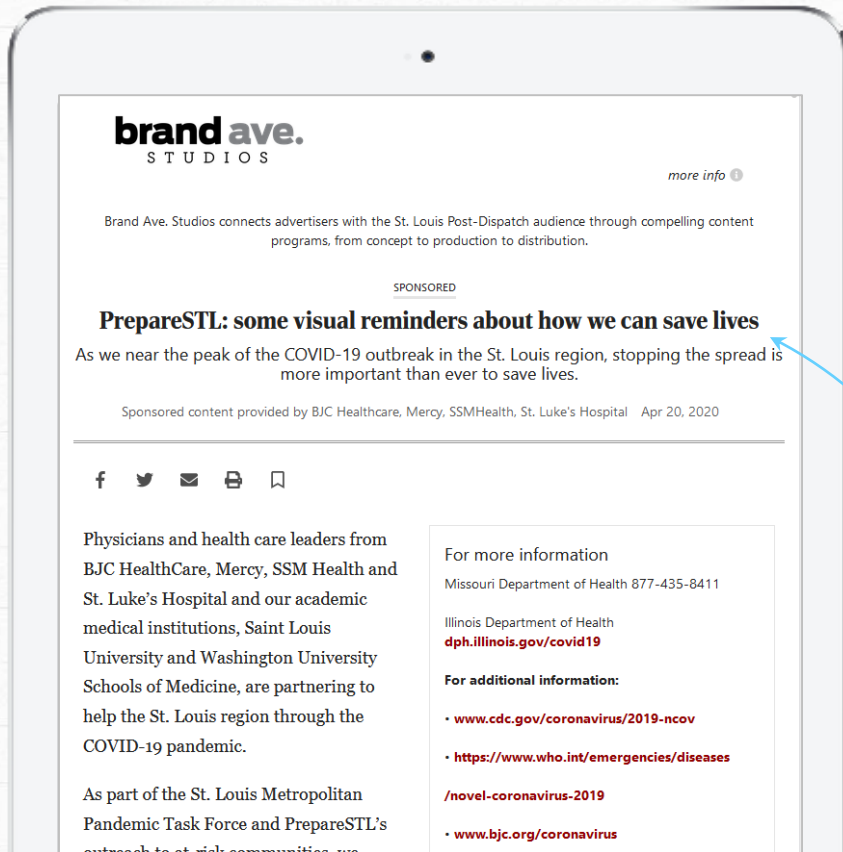 brand ave.
STUDIOS
more info
Brand Ave. Studios connects advertisers with the St. Louis Post-Dispatch audience through compelling content
programs, from concept to production to distribution.
SPONSORED
PrepareSTL: some visual reminders about how we can save lives
As we near the peak of the COVID-19 outbreak in the St. Louis region, stopping the spread is
more important than ever to save lives.
Sponsored content provided by BJC Healthcare, Mercy, SSMHealth, St. Luke's Hospital Apr 20, 2020
Physicians and health care leaders from
BJC HealthCare, Mercy, SSM Health and
St. Luke’s Hospital and our academic
medical institutions, Saint Louis
University and Washington University
Schools of Medicine, are partnering to
help the St. Louis region through the
COVID-19 pandemic.
As part of the St. Louis Metropolitan
Pandemic Task Force and PrepareSTL’s
outreach to at-risk communities, we
For more information
Missouri Department of Health 877-435-8411
Illinois Department of Health
dph.illinois.gov/covid19
For additional information:
• www.cdc.gov/coronavirus/2019-ncov
• https://www.who.int/emergencies/diseases
/novel-coronavirus-2019
• www.bjc.org/coronavirus